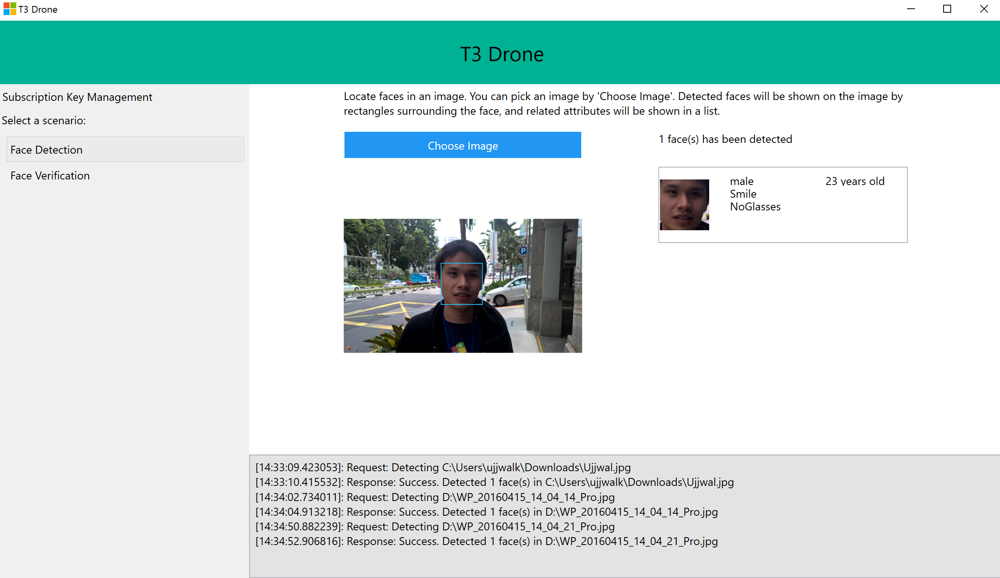 T3 Drone
T3 Drone
Subscription Key Management
Select a scenario:
Face Detection
Face Verification
Locate faces in an image. You can pick an image by 'Choose Image'. Detected faces will be shown on the image by
rectangles surrounding the face, and related attributes will be shown in a list.
Choose Image
1 face(s) has been detected
male
23 years old
Smile
NoGlasses
P
[14:33:09.423053]: Request: Detecting C:\Users\ujjwalk\Downloads\Ujjwal.jpg
[14:33:10.415532]: Response: Success. Detected 1 face(s) in C:\Users\ujjwalk\Downloads\Ujjwal.jpg
[14:34:02.734011]: Request: Detecting D:\WP_20160415_14_04_14_Pro.jpg
[14:34:04.913218]: Response: Success. Detected 1 face(s) in D:\WP_20160415_14_04_14_Pro.jpg
[14:34:50.882239]: Request: Detecting D:\WP_20160415_14_04_21_Pro.jpg
[14:34:52.906816]: Response: Success. Detected 1 face(s) in D:\WP_20160415_14_04_21_Pro.jpg